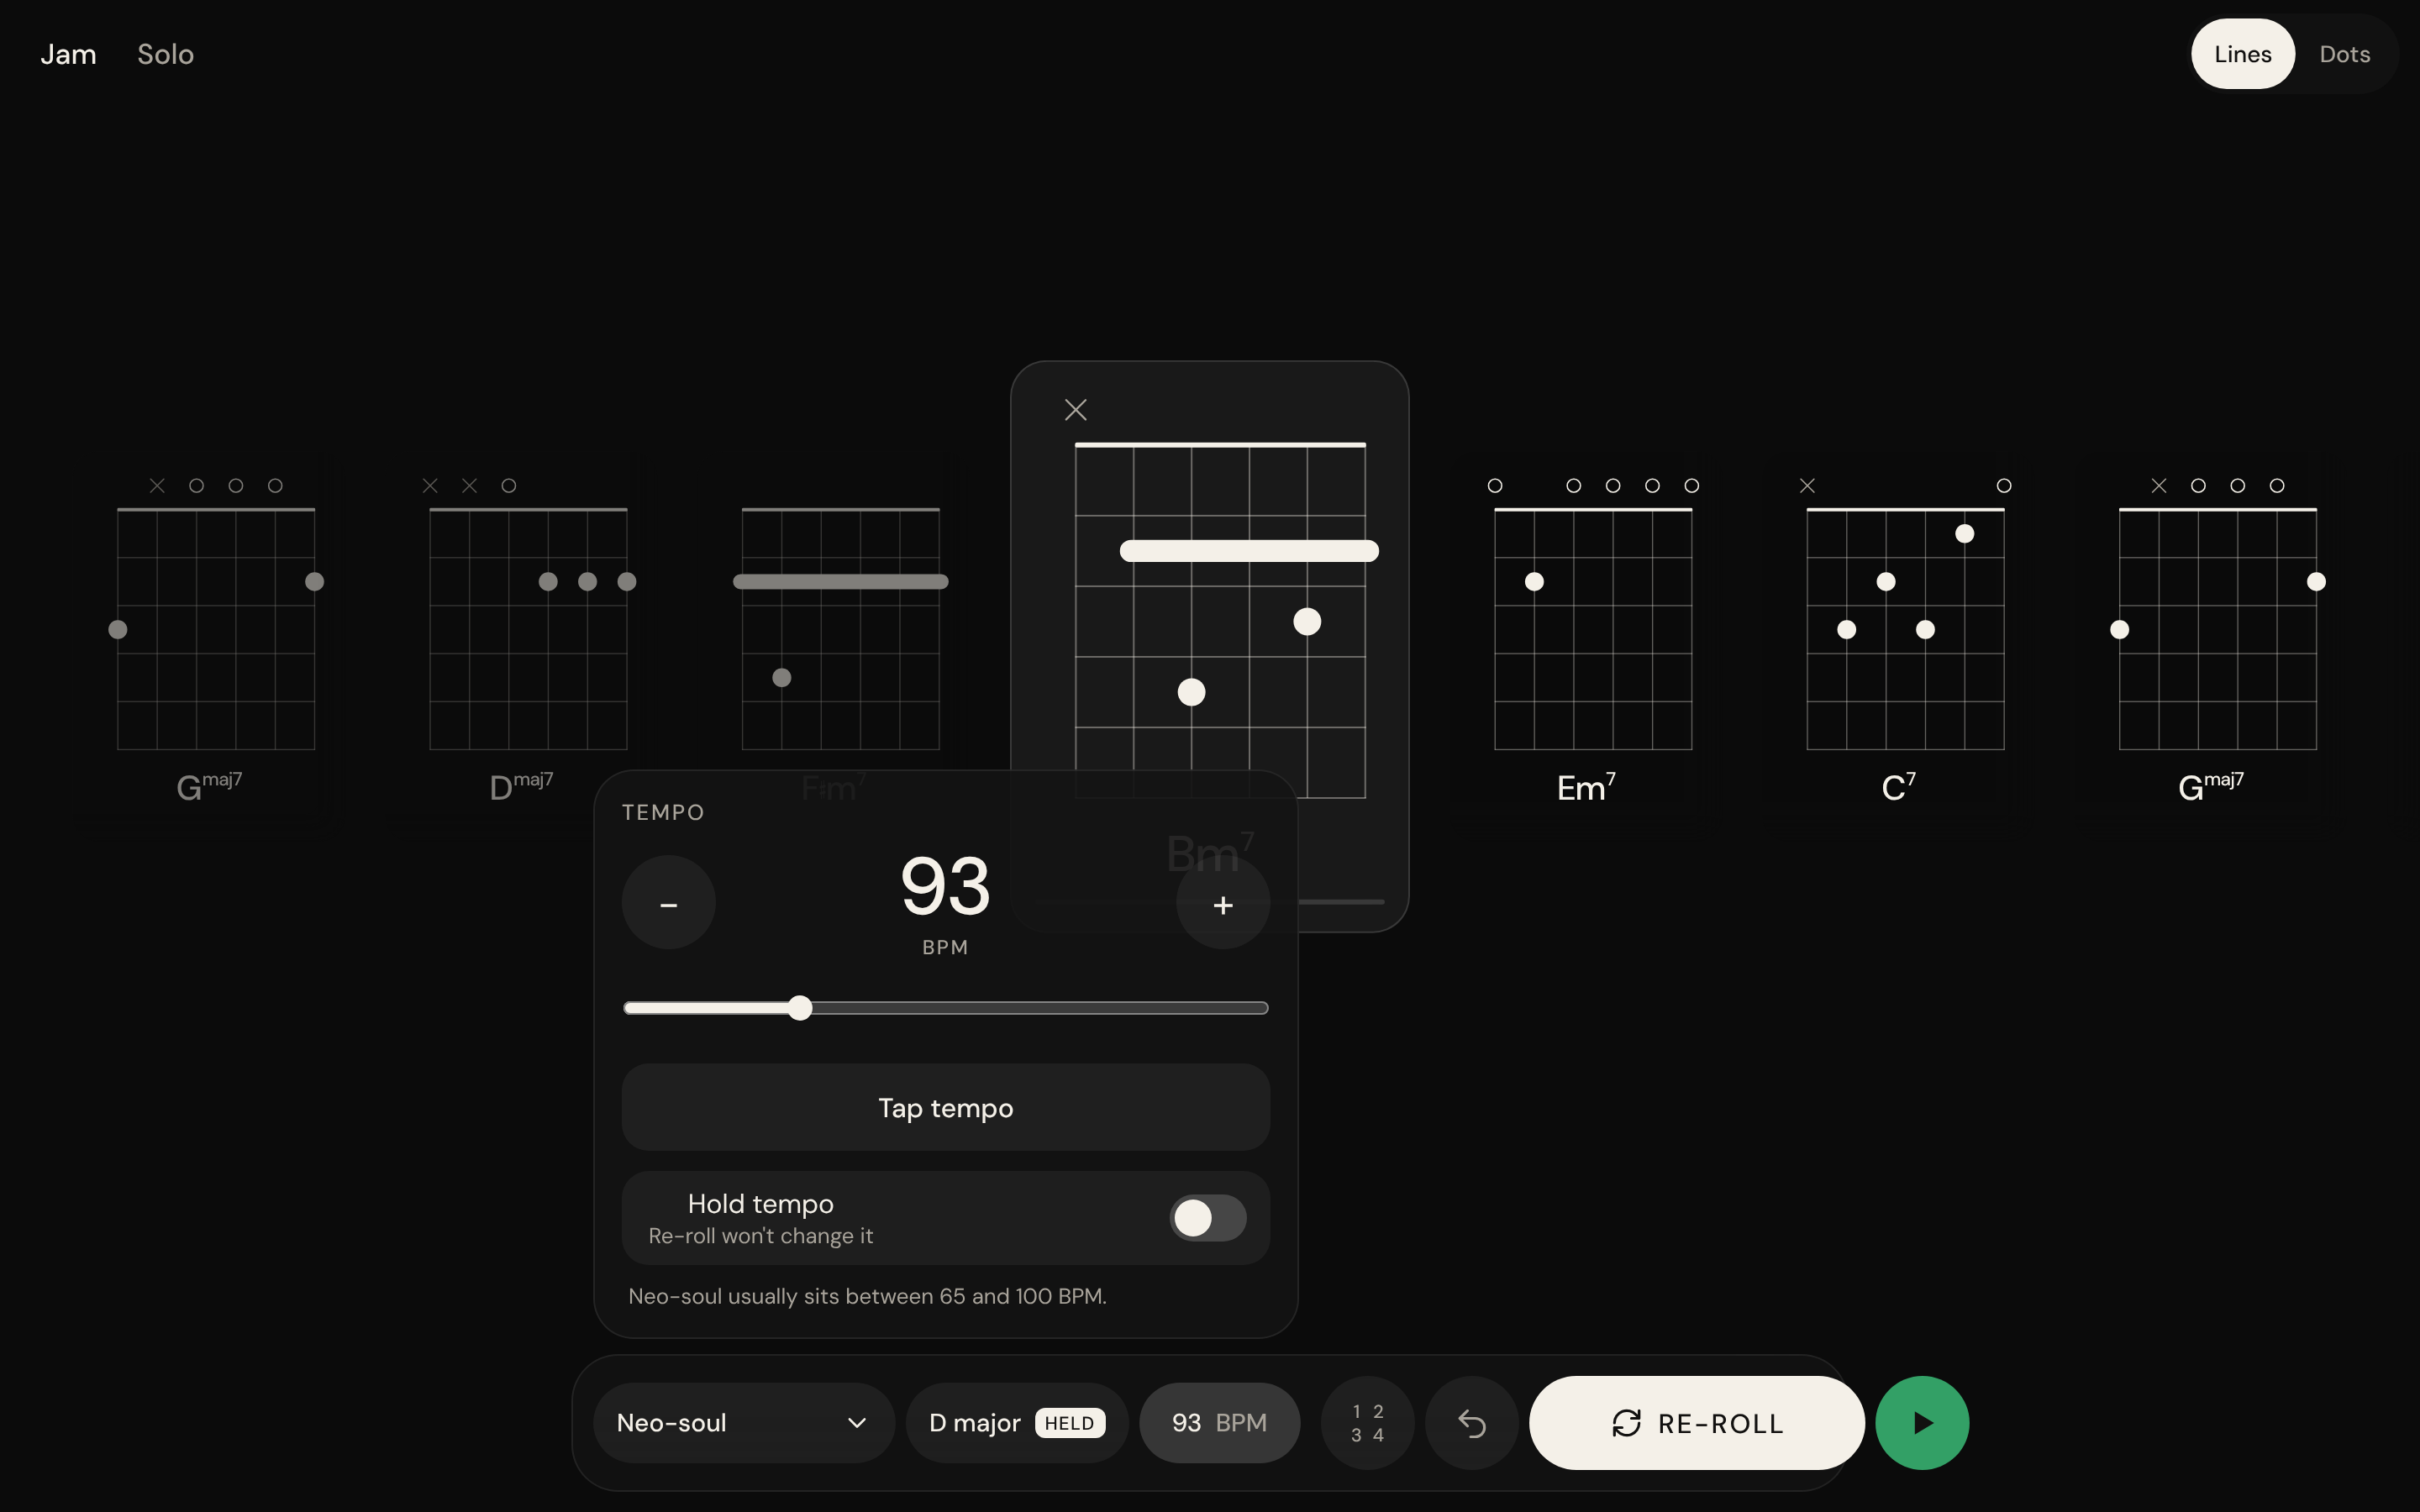 Jam Solo Lines Dots
Gmaj7 Dmaj7 F#m7 Bm7 Em7 C7 Gmaj7
TEMPO
- 93 +
BPM
Tap tempo
Hold tempo
Re-roll won't change it
Neo-soul usually sits between 65 and 100 BPM.
Neo-soul D major HELD 93 BPM 1 2 3 4 RE-ROLL